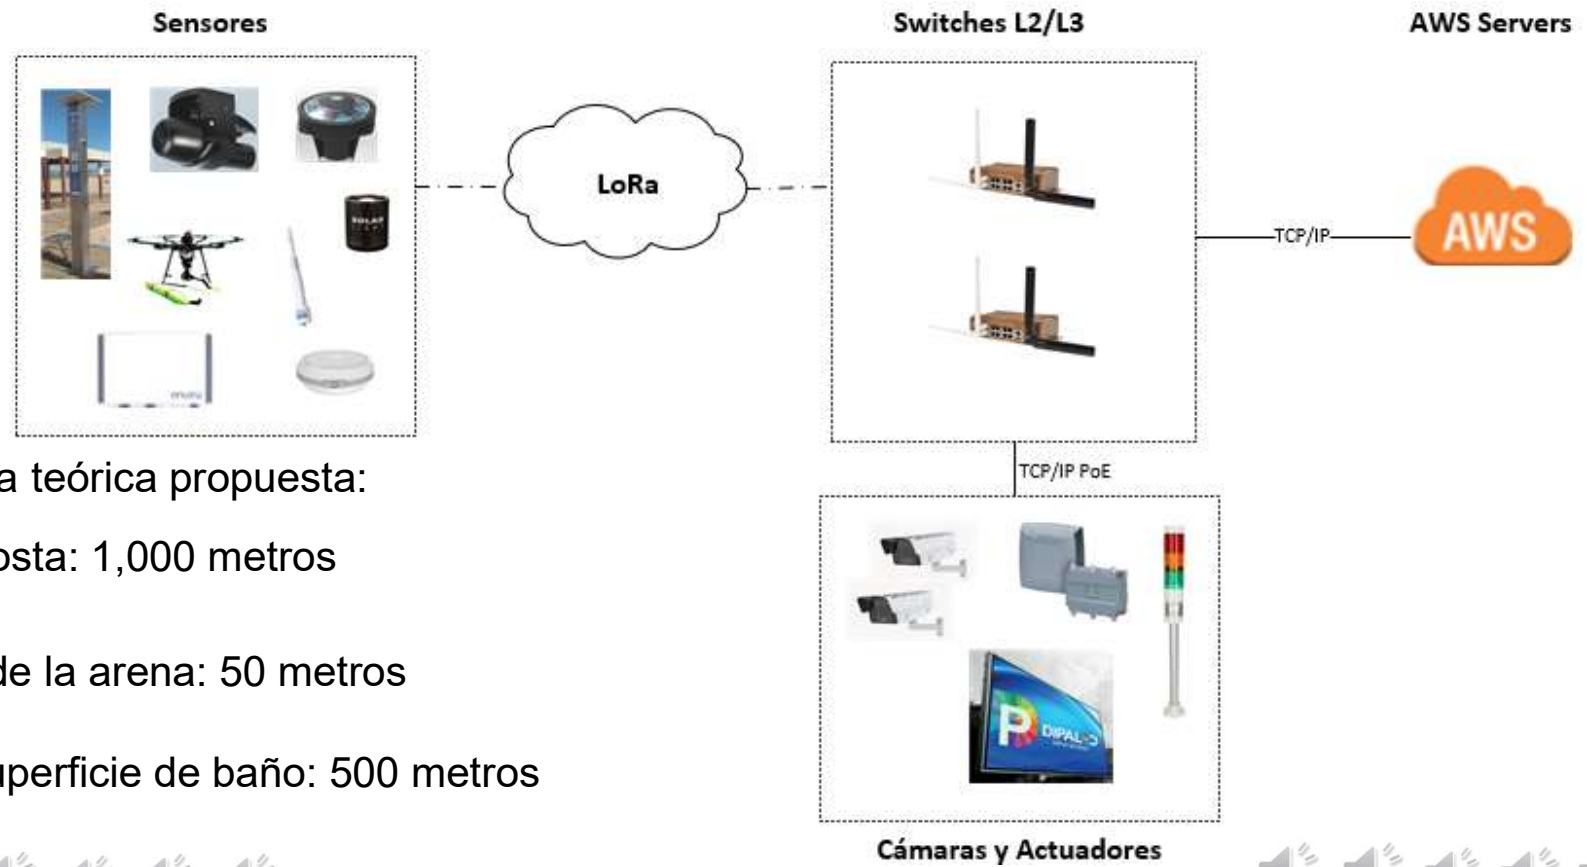 Sensores
Switches L2/L3
AWS Servers
LoRa
TCP/IP
AWS
SOLAR
TCP/IP PoE
a teórica propuesta:
osta: 1,000 metros
de la arena: 50 metros
uperficie de baño: 500 metros
P
Cámaras y Actuadores